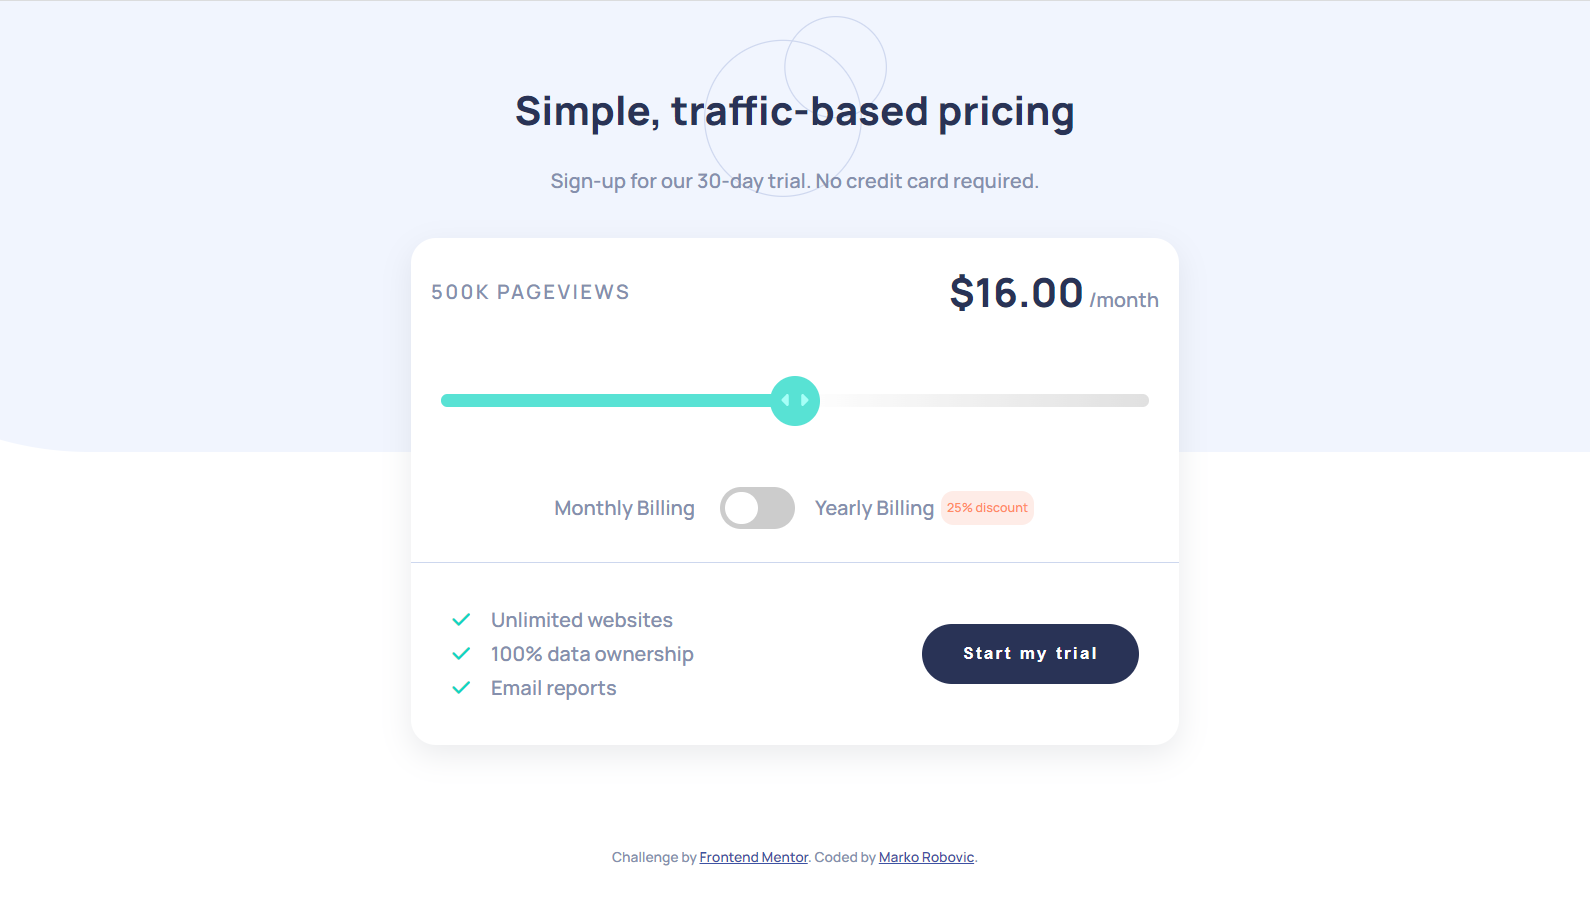 Simple, traffic-based pricing
Sign-up for our 30-day trial. No credit card required.
500K PAGEVIEWS
$16.00 /month
Monthly Billing
Yearly Billing 25% discount
Unlimited websites
100% data ownership
Email reports
Start my trial
Challenge by Frontend Mentor. Coded by Marko Robovic.